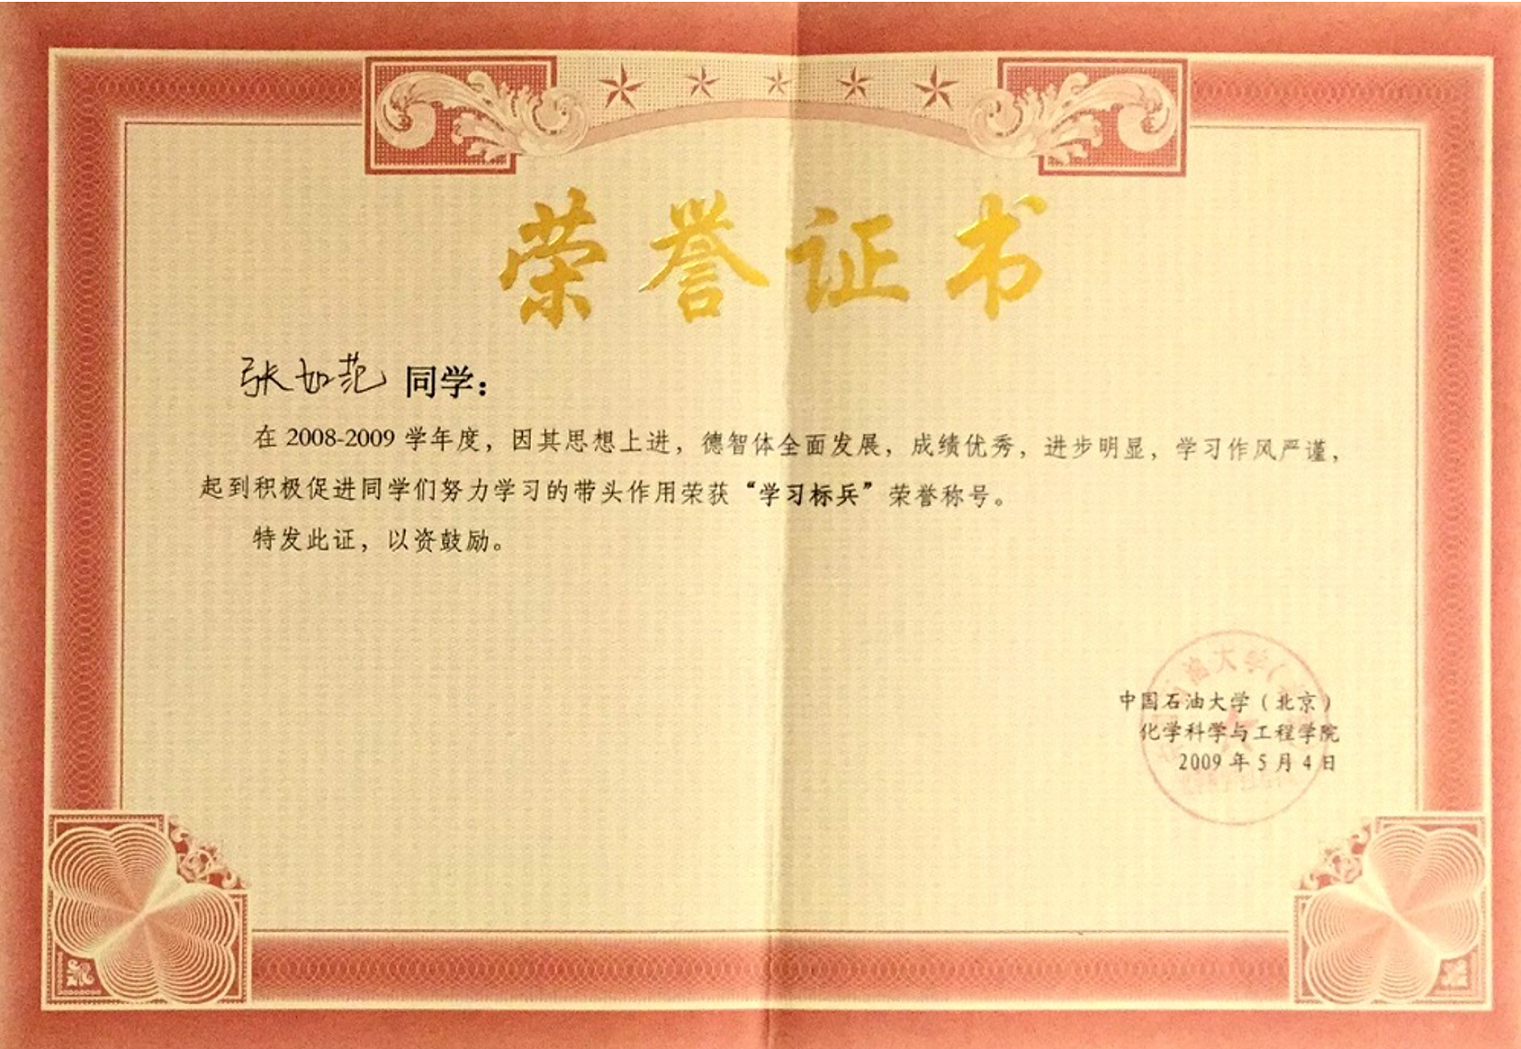 荣誉证书
张如范 同学：
在 2008-2009 学年度，因其思想上进，德智体全面发展，成绩优秀，进步明显，学习作风严谨，
起到积极促进同学们努力学习的带头作用荣获“学习标兵”荣誉称号。
特发此证，以资鼓励。
中国石油大学（北京）
化学科学与工程学院
2009 年 5 月 4 日
油大学（